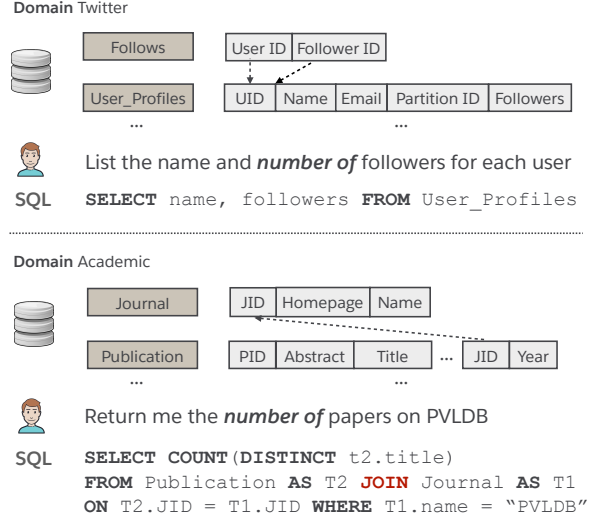 Domain Twitter
Follows User ID Follower ID
User_Profiles UID Name Email Partition ID Followers
... ...
List the name and number of followers for each user
SQL SELECT name, followers FROM User_Profiles
Domain Academic
Journal JID Homepage Name
Publication PID Abstract Title ... JID Year
... ...
Return me the number of papers on PVLDB
SQL SELECT COUNT(DISTINCT t2.title)
FROM Publication AS T2 JOIN Journal AS T1
ON T2.JID = T1.JID WHERE T1.name = “PVLDB”